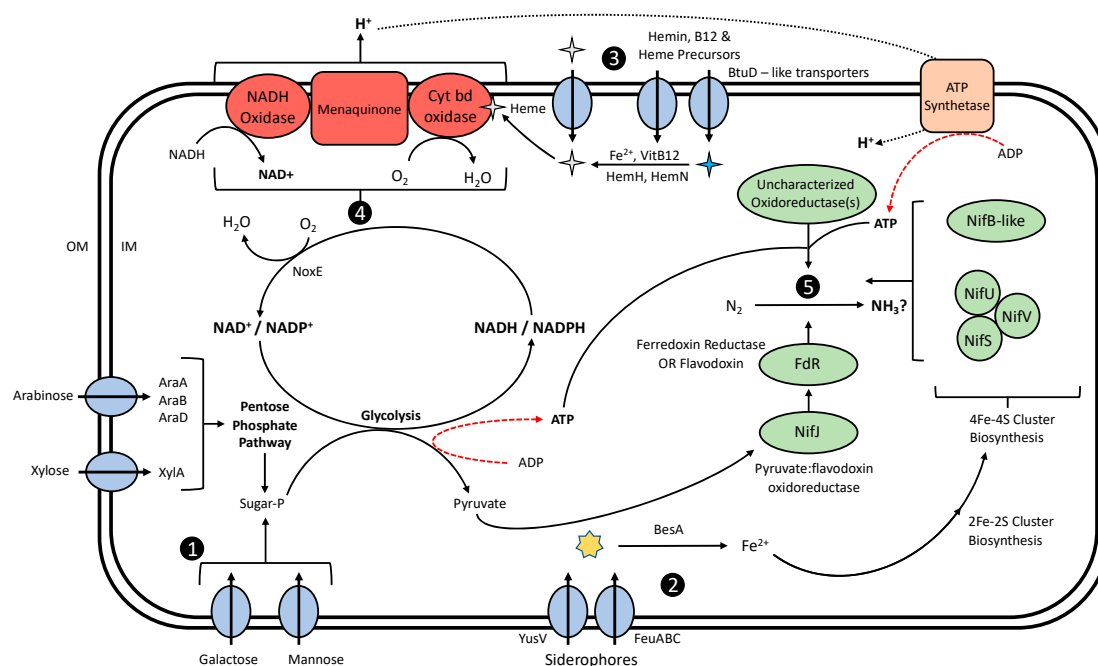 H⁺
Hemin, B12 &
Heme Precursors
3
BtuD – like transporters
NADH
Oxidase
Menaquinone
Cyt bd
oxidase
Heme
ATP
Synthetase
NADH
NAD+
O₂
H₂O
Fe²⁺, VitB12
HemH, HemN
H⁺
ADP
4
Uncharacterized
Oxidoreductase(s)
ATP
NifB-like
H₂O
O₂
NoxE
OM
IM
5
N₂
NH₃?
NifU
NifV
NifS
NAD⁺ / NADP⁺
NADH / NADPH
Ferredoxin Reductase
OR Flavodoxin
FdR
Arabinose
AraA
AraB
AraD
Pentose
Phosphate
Pathway
Glycolysis
ATP
NifJ
4Fe-4S Cluster
Biosynthesis
Xylose
XylA
ADP
Sugar-P
Pyruvate
Pyruvate:flavodoxin
oxidoreductase
1
BesA
Fe²⁺
2Fe-2S Cluster
Biosynthesis
2
YusV
FeuABC
Galactose
Mannose
Siderophores